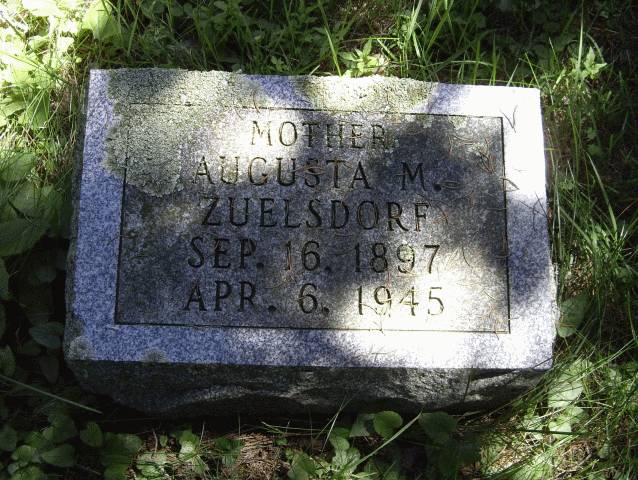 MOTHER
AUGUSTA M.
ZUELSDORF
SEP. 16. 1897
APR. 6. 1945